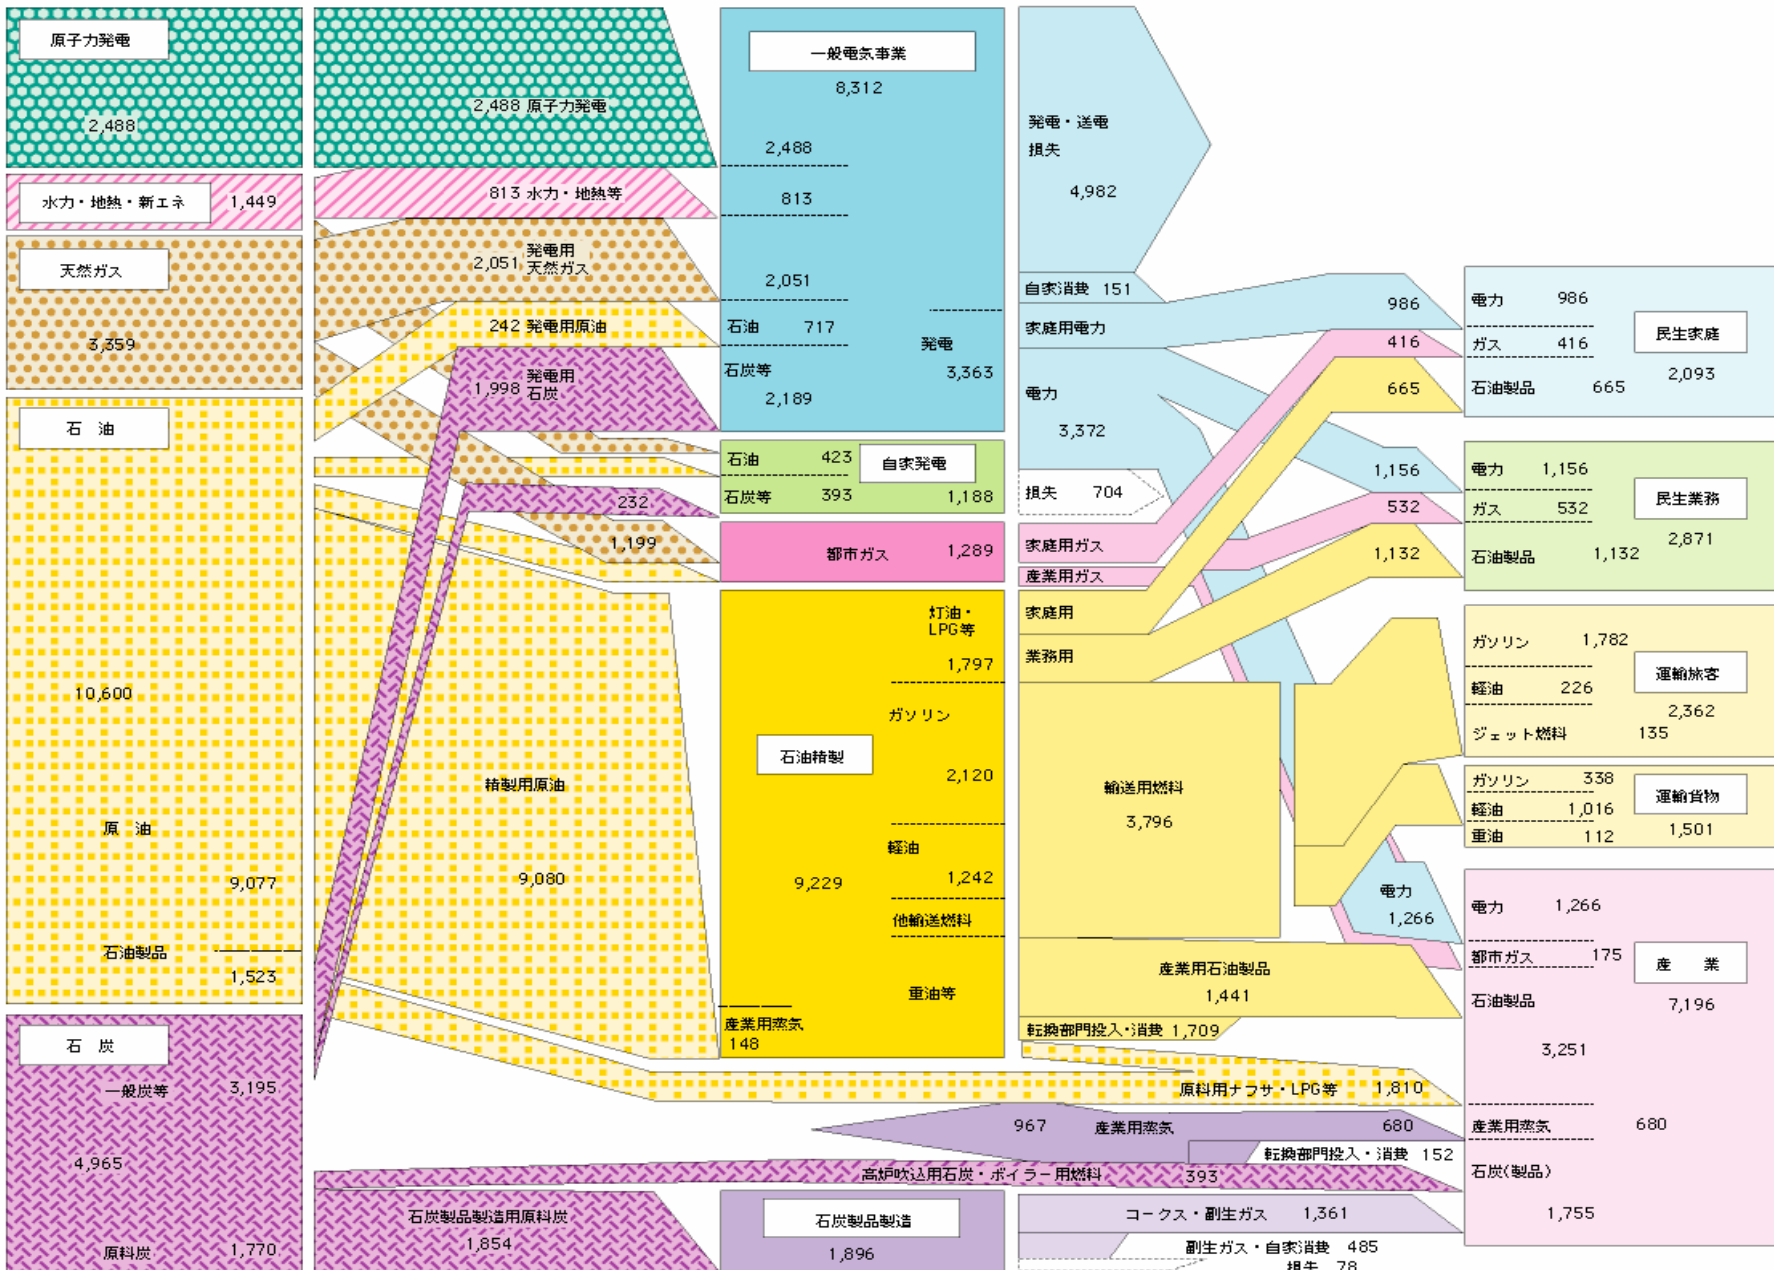 原子力発電
2,488
水力・地熱・新エネ 1,449
天然ガス
3,359
石 油
10,600
原 油
9,077
石油製品
1,523
石 炭
一般炭等 3,195
4,965
原料炭 1,770
2,488 原子力発電
813 水力・地熱等
2,051 発電用
天然ガス
242 発電用原油
1,998 発電用
石炭
232
1,199
精製用原油
9,080
石炭製品製造用原料炭
1,854
一般電気事業
8,312
2,488
813
2,051
石油 717
石炭等
2,189
発電
3,363
石油 423
自家発電
石炭等 393
1,188
都市ガス 1,289
灯油・
LPG等
1,797
ガソリン
石油精製
2,120
軽油
9,229
1,242
他輸送燃料
重油等
産業用蒸気
148
石炭製品製造
1,896
発電・送電
損失
4,982
自家消費 151
家庭用電力
986
416
665
電力
3,372
1,156
損失 704
532
家庭用ガス
1,132
産業用ガス
家庭用
業務用
輸送用燃料
3,796
電力
1,266
産業用石油製品
1,441
転換部門投入・消費 1,709
原料用ナフサ・LPG等 1,810
967 産業用蒸気 680
転換部門投入・消費 152
高炉吹込用石炭・ボイラー用燃料 393
コークス・副生ガス 1,361
副生ガス・自家消費 485
損失 78
電力 986
民生家庭
ガス 416
2,093
石油製品 665
電力 1,156
民生業務
ガス 532
2,871
石油製品 1,132
ガソリン 1,782
運輸旅客
軽油 226
2,362
ジェット燃料 135
ガソリン 338
運輸貨物
軽油 1,016
1,501
重油 112
電力 1,266
都市ガス 175
産 業
石油製品
7,196
3,251
産業用蒸気 680
石炭(製品)
1,755